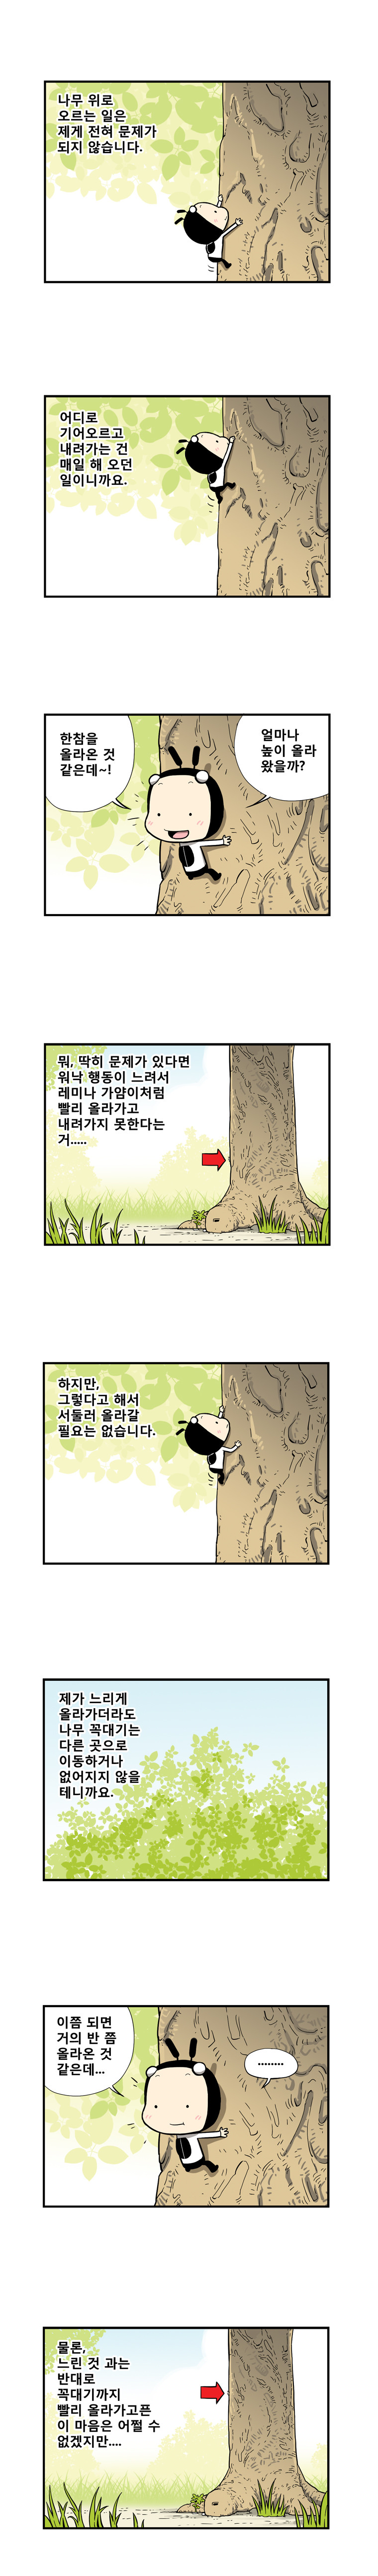 나무 위로
오르는 일은
제게 전혀 문제가
되지 않습니다.
어디로
기어오르고
내려가는 건
매일 해 오던
일이니까요.
한참을
올라온 것
같은데~!
얼마나
높이 올라
왔을까?
뭐, 딱히 문제가 있다면
워낙 행동이 느려서
레미나 가얌이처럼
빨리 올라가고
내려가지 못한다는
거.....
하지만,
그렇다고 해서
서둘러 올라갈
필요는 없습니다.
제가 느리게
올라가더라도
나무 꼭대기는
다른 곳으로
이동하거나
없어지지 않을
테니까요.
이쯤 되면
거의 반 쯤
올라온 것
같은데...
........
물론,
느린 것 과는
반대로
꼭대기까지
빨리 올라가고픈
이 마음은 어쩔 수
없겠지만....